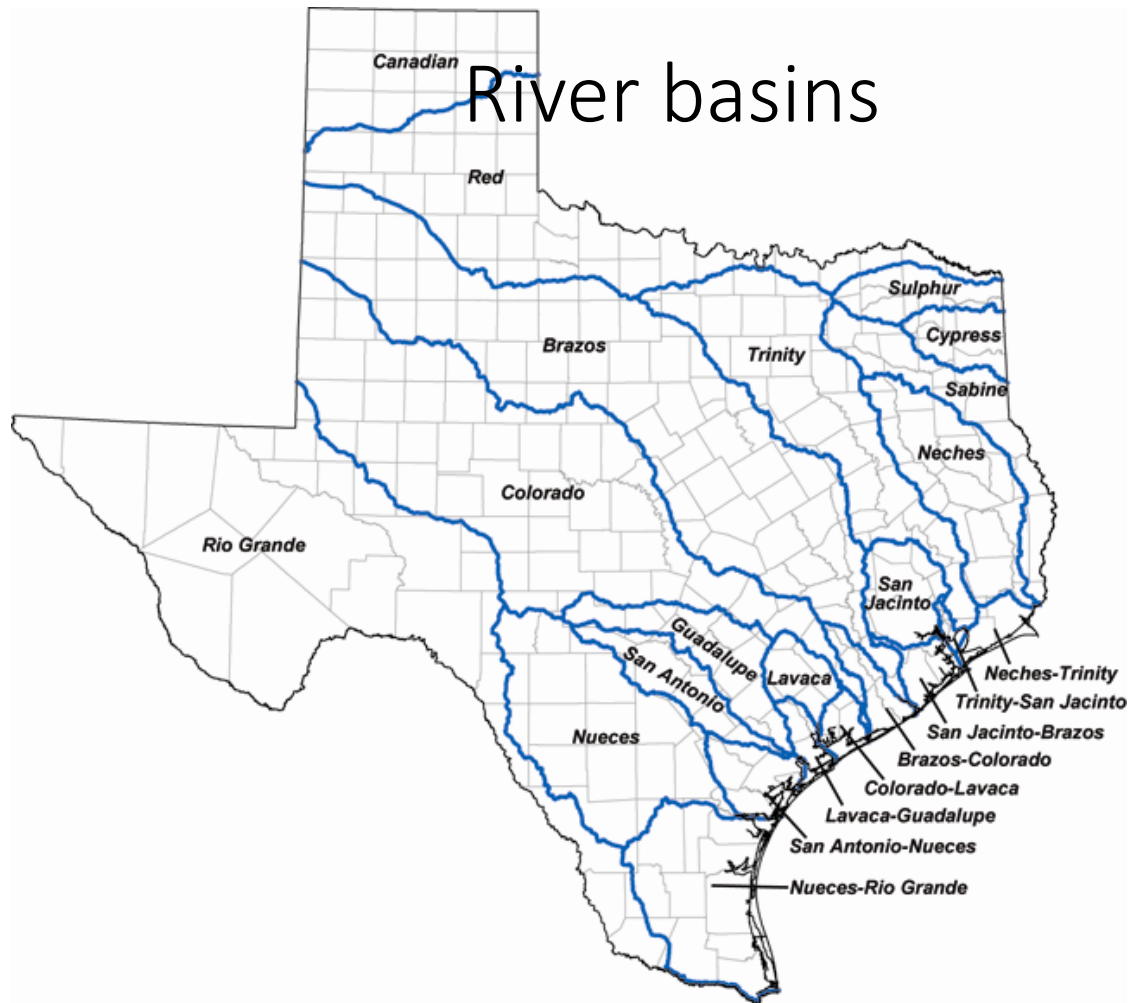 Canadian
River basins
Red
Sulphur
Cypress
Brazos
Trinity
Sabine
Neches
Colorado
Rio Grande
San
Jacinto
Guadalupe
San Antonio
Lavaca
Neches-Trinity
Trinity-San Jacinto
San Jacinto-Brazos
Nueces
Brazos-Colorado
Colorado-Lavaca
Lavaca-Guadalupe
San Antonio-Nueces
Nueces-Rio Grande